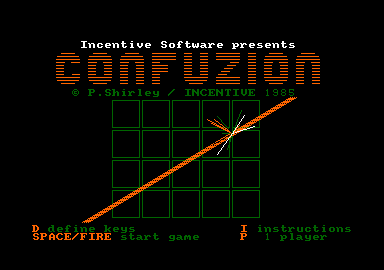 Incentive Software presents
CONFUZION
© P.Shirley / INCENTIVE 1985
D define keys I instructions
SPACE/FIRE start game P 1 player